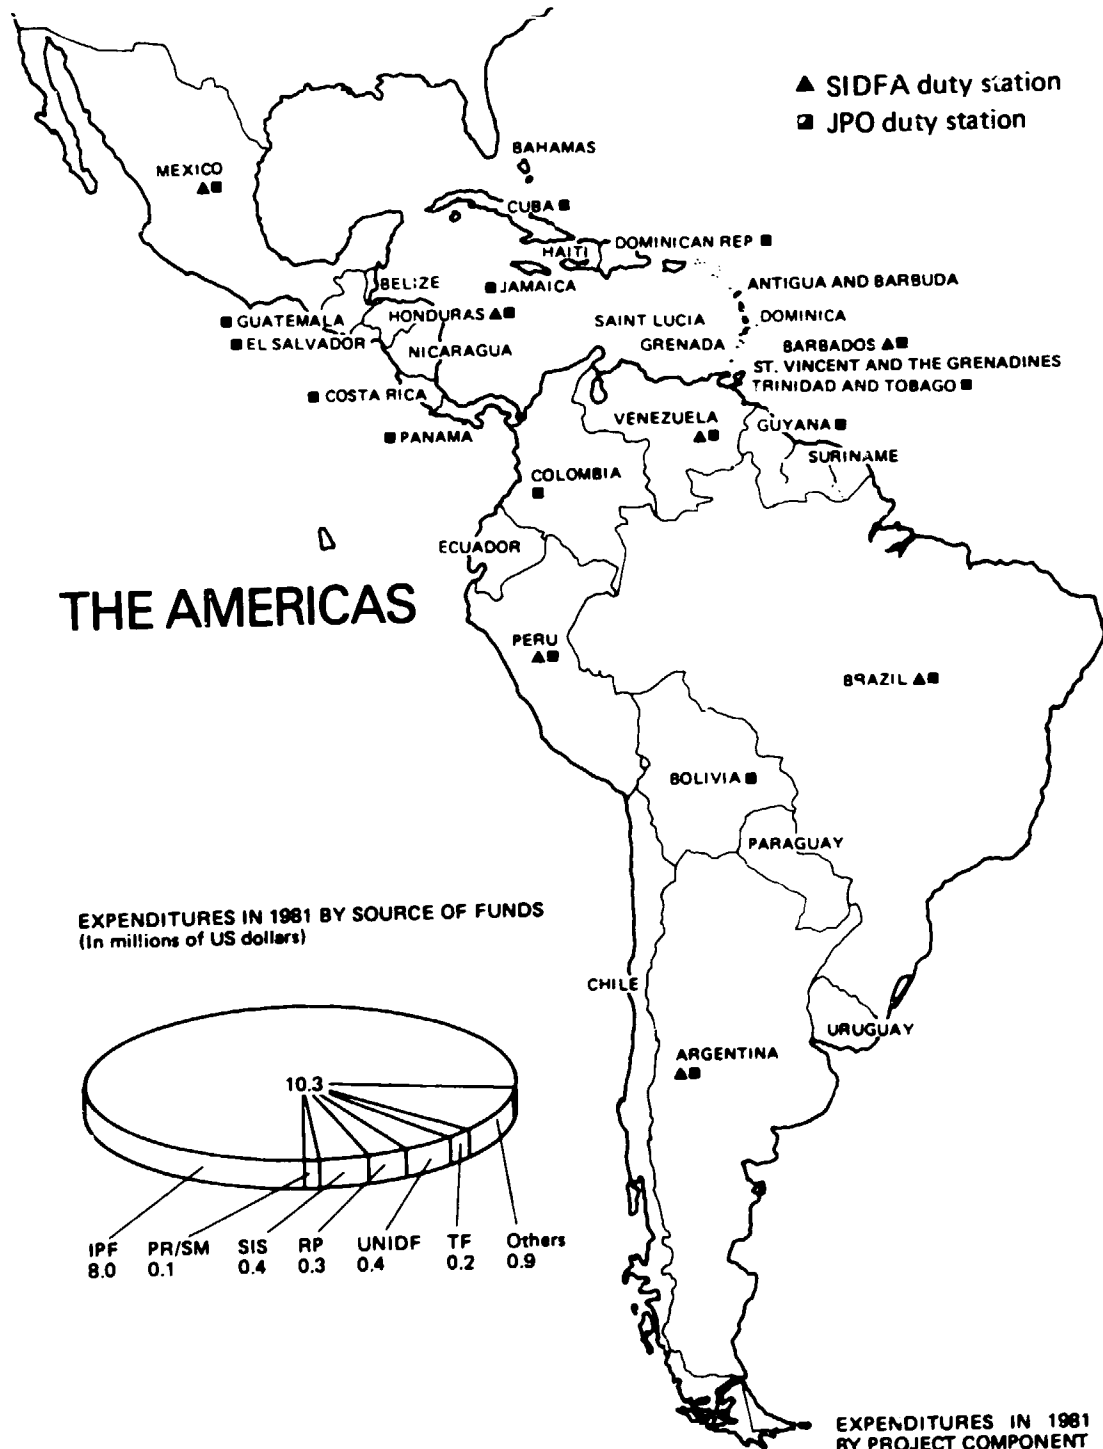 ▲ SIDFA duty station
■ JPO duty station
BAHAMAS
MEXICO ▲■
CUBA ■
DOMINICAN REP ■
HAITI
BELIZE
■ JAMAICA
ANTIGUA AND BARBUDA
■ GUATEMALA
HONDURAS ▲■
SAINT LUCIA
DOMINICA
■ EL SALVADOR
NICARAGUA
GRENADA
BARBADOS ▲■
ST. VINCENT AND THE GRENADINES
TRINIDAD AND TOBAGO ■
■ COSTA RICA
VENEZUELA
▲■
GUYANA ■
■ PANAMA
SURINAME
COLOMBIA
■
ECUADOR
THE AMERICAS
PERU
▲■
BRAZIL ▲■
BOLIVIA ■
PARAGUAY
CHILE
URUGUAY
ARGENTINA
▲■
EXPENDITURES IN 1981 BY SOURCE OF FUNDS
(In millions of US dollars)
10.3
IPF PR/SM SIS RP UNIDF TF Others
8.0 0.1 0.4 0.3 0.4 0.2 0.9
EXPENDITURES IN 1981
BY PROJECT COMPONENT